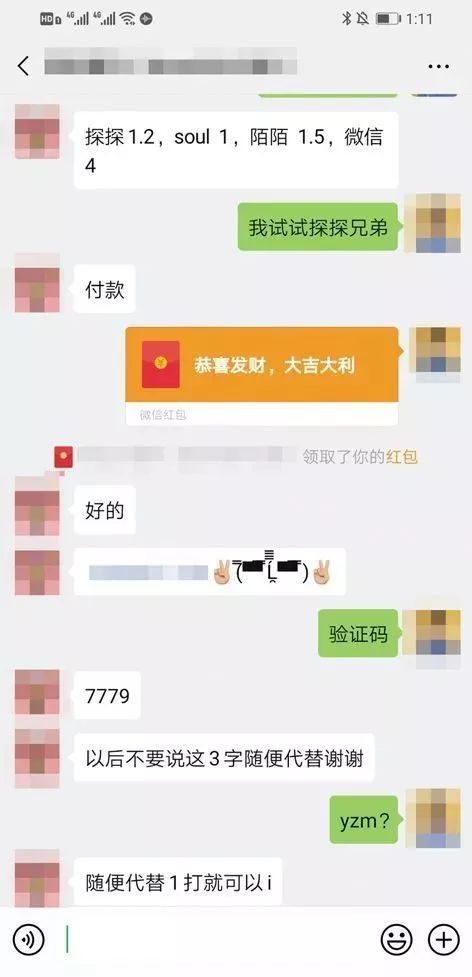 HD 4G 4G 1:11
探探1.2，soul 1，陌陌 1.5，微信
4
我试试探探兄弟
付款
恭喜发财，大吉大利
微信红包
领取了你的红包
好的
验证码
7779
以后不要说这3字随便代替谢谢
yzm?
随便代替1打就可以i